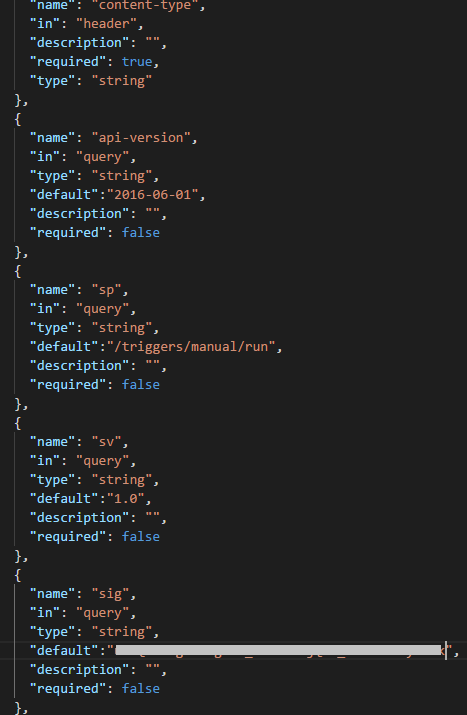 "name": "content-type",
"in": "header",
"description": "",
"required": true,
"type": "string"
},
{
"name": "api-version",
"in": "query",
"type": "string",
"default":"2016-06-01",
"description": "",
"required": false
},
{
"name": "sp",
"in": "query",
"type": "string",
"default":"/triggers/manual/run",
"description": "",
"required": false
},
{
"name": "sv",
"in": "query",
"type": "string",
"default":"1.0",
"description": "",
"required": false
},
{
"name": "sig",
"in": "query",
"type": "string",
"default":"",
"description": "",
"required": false
},